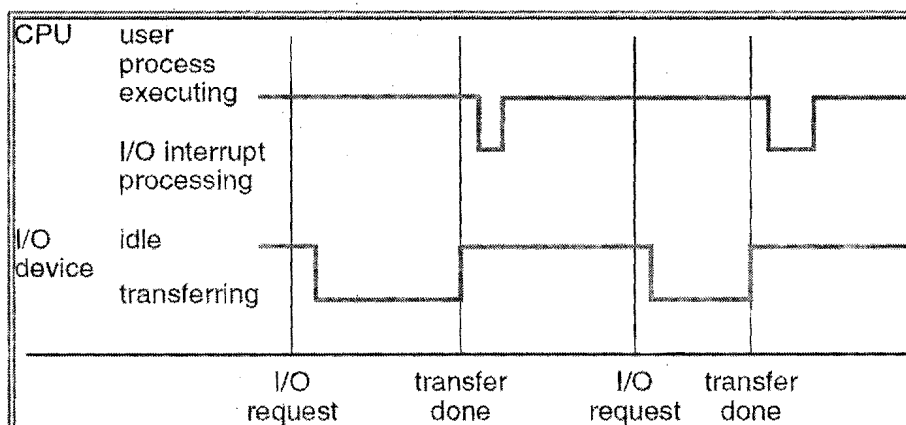 CPU user
process
executing
I/O interrupt
processing
I/O idle
device
transferring
I/O transfer I/O transfer
request done request done